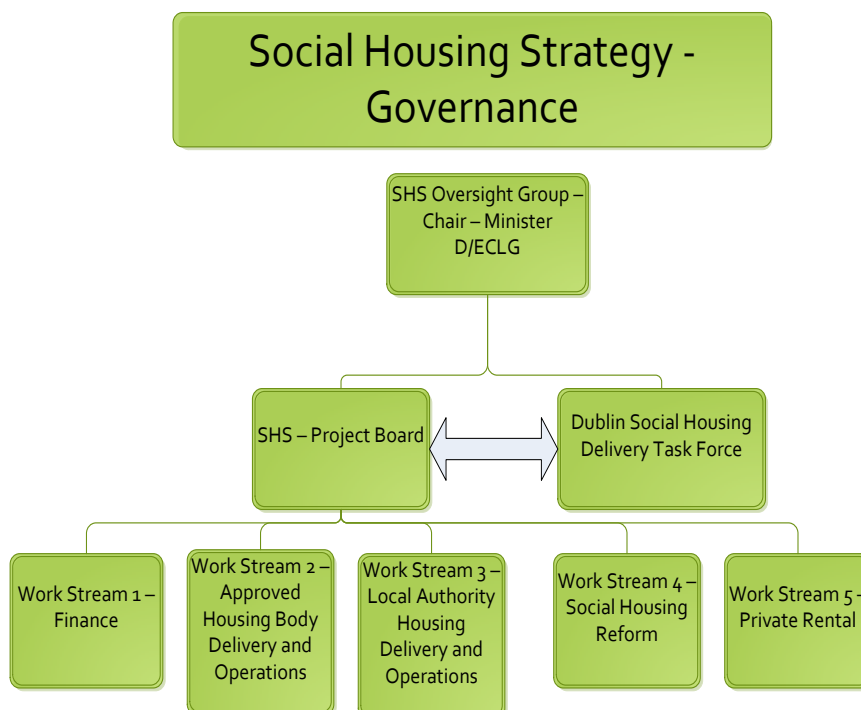 Social Housing Strategy -
Governance
SHS Oversight Group –
Chair – Minister
D/ECLG
SHS – Project Board
Dublin Social Housing
Delivery Task Force
Work Stream 1 –
Finance
Work Stream 2 –
Approved
Housing Body
Delivery and
Operations
Work Stream 3 –
Local Authority
Housing
Delivery and
Operations
Work Stream 4 –
Social Housing
Reform
Work Stream 5 -
Private Rental